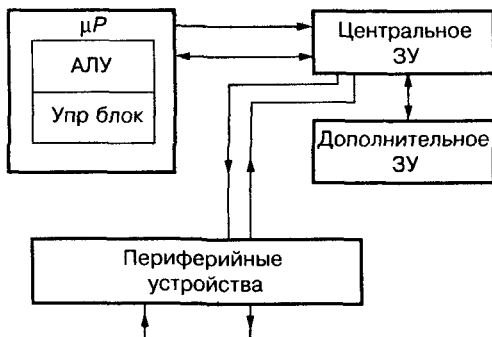 μP
АЛУ
Упр блок
Центральное
ЗУ
Дополнительное
ЗУ
Периферийные
устройства